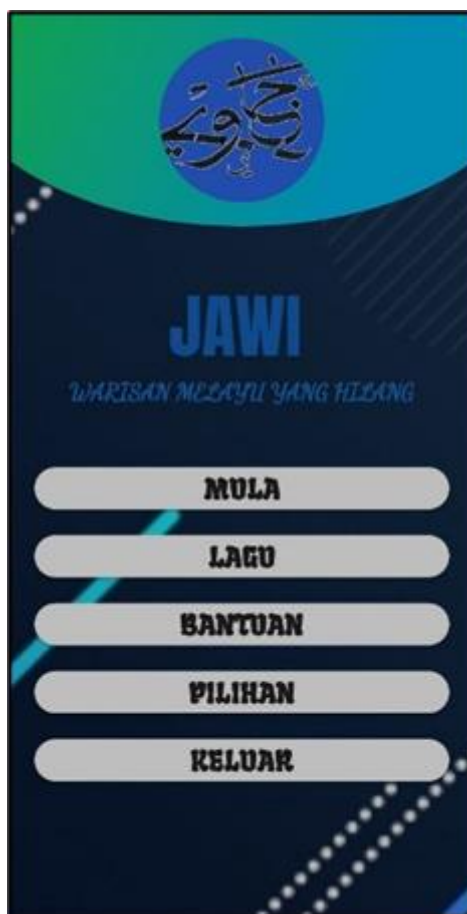 JAWI
WARISAN MELAYU YANG HILANG
MULA
LAGU
BANTUAN
PILIHAN
KELUAR